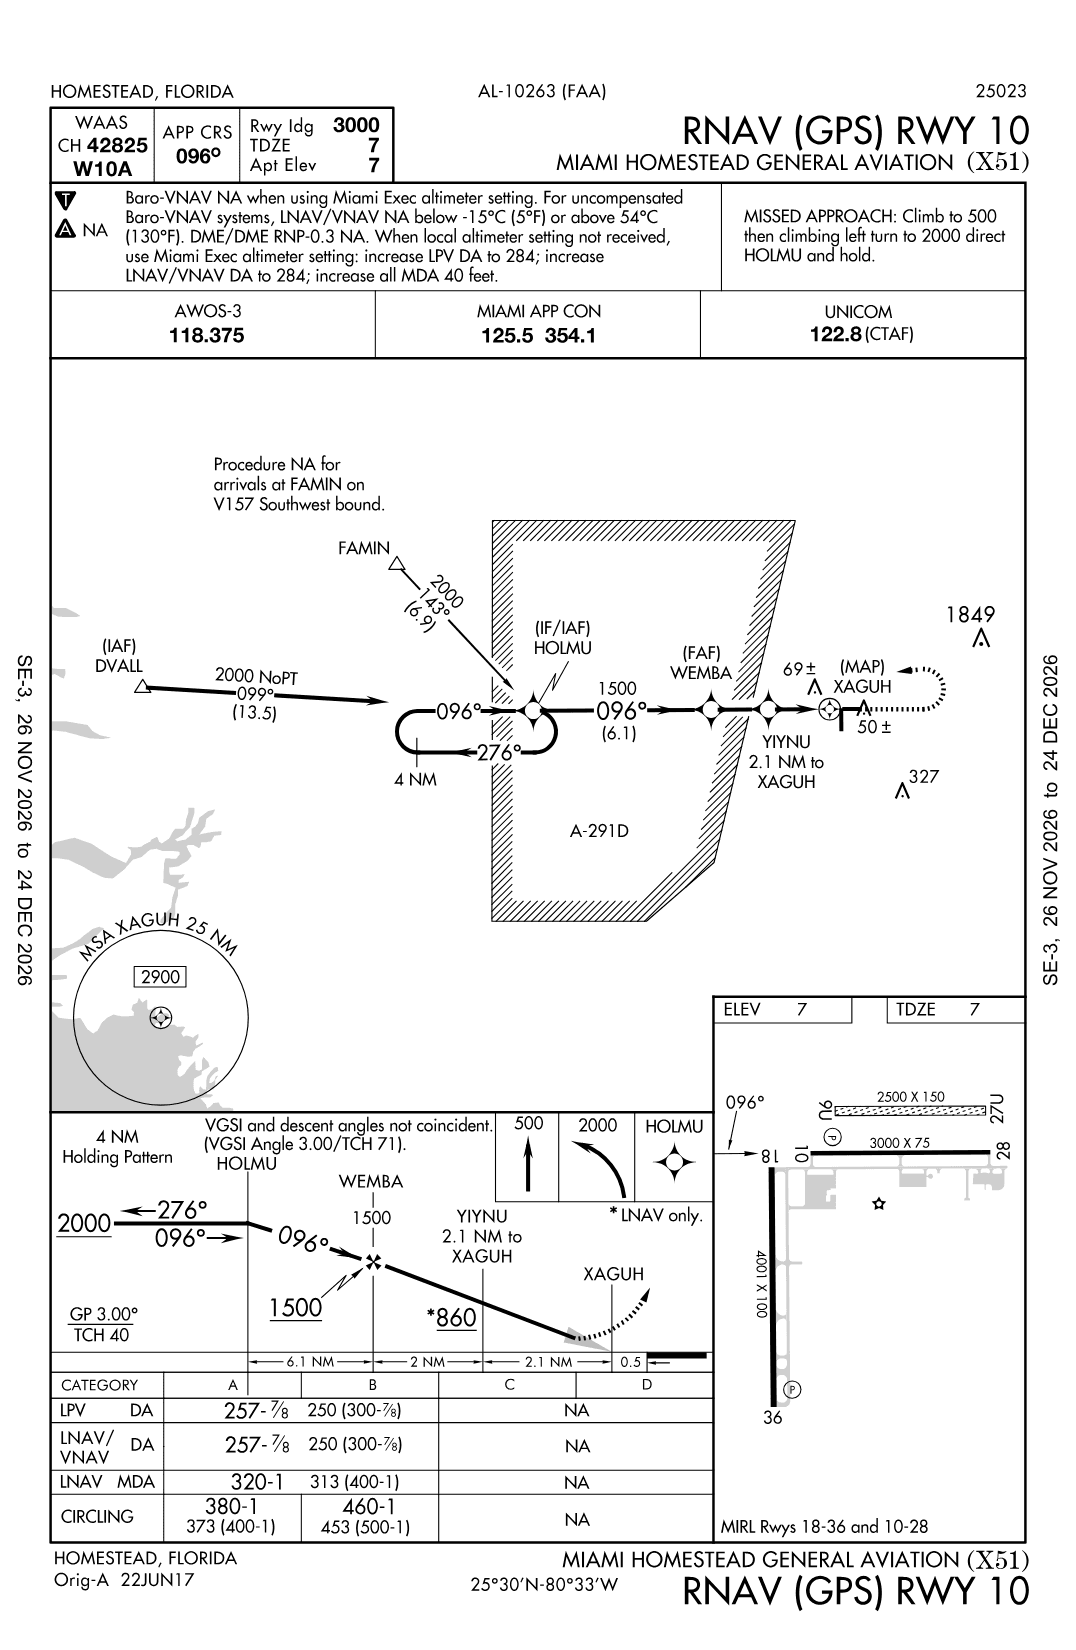 HOMESTEAD, FLORIDA
AL-10263 (FAA)
25023
WAAS
CH 42825
W10A
APP CRS
096°
Rwy Idg 3000
TDZE 7
Apt Elev 7
RNAV (GPS) RWY 10
MIAMI HOMESTEAD GENERAL AVIATION (X51)
T
A NA
Baro-VNAV NA when using Miami Exec altimeter setting. For uncompensated
Baro-VNAV systems, LNAV/VNAV NA below -15°C (5°F) or above 54°C
(130°F). DME/DME RNP-0.3 NA. When local altimeter setting not received,
use Miami Exec altimeter setting: increase LPV DA to 284; increase
LNAV/VNAV DA to 284; increase all MDA 40 feet.
MISSED APPROACH: Climb to 500
then climbing left turn to 2000 direct
HOLMU and hold.
AWOS-3
118.375
MIAMI APP CON
125.5 354.1
UNICOM
122.8 (CTAF)
Procedure NA for
arrivals at FAMIN on
V157 Southwest bound.
FAMIN
2000
143°
(6.9)
(IAF)
DVALL
2000 NoPT
099°
(13.5)
(IF/IAF)
HOLMU
096°
276°
4 NM
1500
096°
(6.1)
(FAF)
WEMBA
YIYNU
2.1 NM to
XAGUH
69±
(MAP)
XAGUH
50±
1849
327
A-291D
MSA XAGUH 25 NM
2900
SE-3, 26 NOV 2026 to 24 DEC 2026
SE-3, 26 NOV 2026 to 24 DEC 2026
ELEV 7
TDZE 7
096°
2500 X 150
9U
27U
P
3000 X 75
10
28
18
4001 X 100
P
36
MIRL Rwys 18-36 and 10-28
4 NM
Holding Pattern
VGSI and descent angles not coincident.
(VGSI Angle 3.00/TCH 71).
HOLMU
500
2000
HOLMU
*LNAV only.
WEMBA
1500
YIYNU
2.1 NM to
XAGUH
XAGUH
2000
276°
096°
096°
1500
*860
GP 3.00°
TCH 40
6.1 NM
2 NM
2.1 NM
0.5
CATEGORY A B C D
LPV DA 257-⅞ 250 (300-⅞) NA
LNAV/
VNAV DA 257-⅞ 250 (300-⅞) NA
LNAV MDA 320-1 313 (400-1) NA
CIRCLING 380-1 460-1 NA
373 (400-1) 453 (500-1)
HOMESTEAD, FLORIDA
Orig-A 22JUN17
25°30'N-80°33'W
MIAMI HOMESTEAD GENERAL AVIATION (X51)
RNAV (GPS) RWY 10